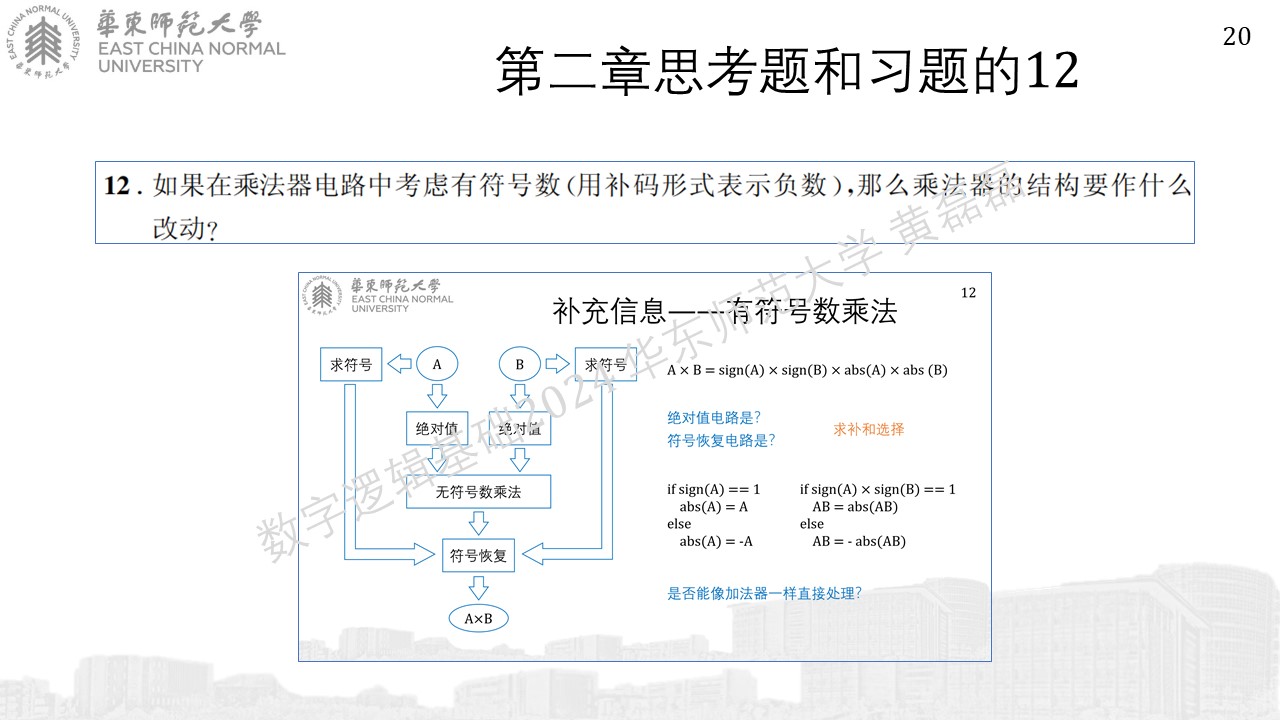 華東師範大學
EAST CHINA NORMAL
UNIVERSITY
20
第二章思考题和习题的12
12. 如果在乘法器电路中考虑有符号数(用补码形式表示负数),那么乘法器的结构要作什么
改动?
華東師範大學
EAST CHINA NORMAL
UNIVERSITY
12
补充信息——有符号数乘法
求符号
A
B
求符号
绝对值
绝对值
无符号数乘法
符号恢复
A×B
A × B = sign(A) × sign(B) × abs(A) × abs (B)
绝对值电路是?
符号恢复电路是?
求补和选择
if sign(A) == 1
abs(A) = A
else
abs(A) = -A
if sign(A) × sign(B) == 1
AB = abs(AB)
else
AB = - abs(AB)
是否能像加法器一样直接处理?
数字逻辑基础2024 华东师范大学 黄磊磊